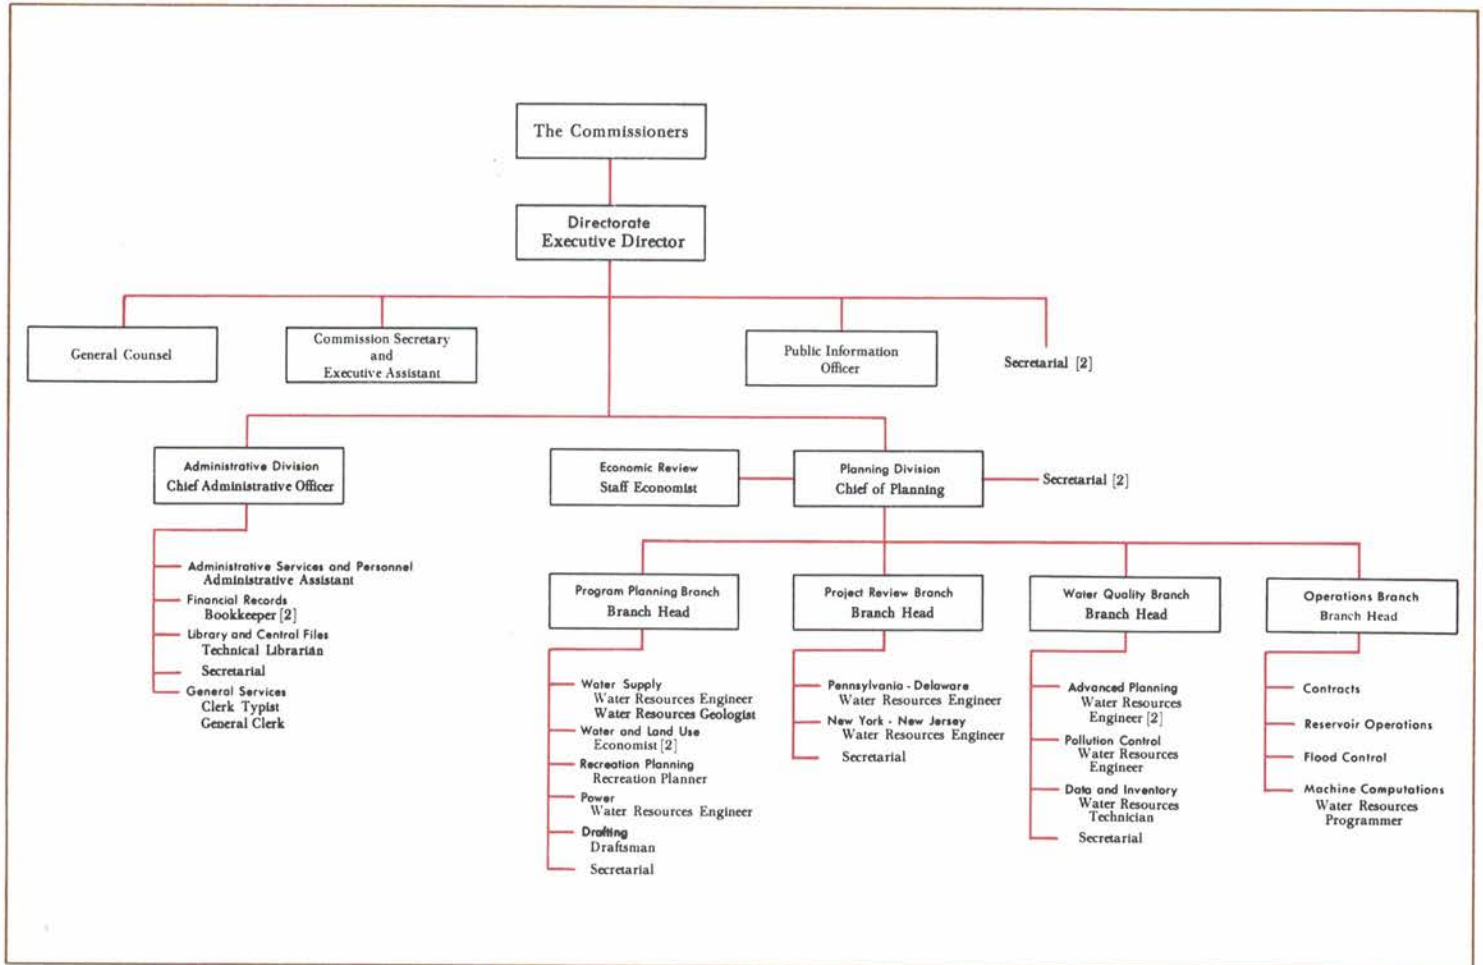 The Commissioners
Directorate
Executive Director
General Counsel
Commission Secretary
and
Executive Assistant
Public Information
Officer
Secretarial [2]
Administrative Division
Chief Administrative Officer
Economic Review
Staff Economist
Planning Division
Chief of Planning
Secretarial [2]
Administrative Services and Personnel
Administrative Assistant
Financial Records
Bookkeeper [2]
Library and Central Files
Technical Librarian
Secretarial
General Services
Clerk Typist
General Clerk
Program Planning Branch
Branch Head
Water Supply
Water Resources Engineer
Water Resources Geologist
Water and Land Use
Economist [2]
Recreation Planning
Recreation Planner
Power
Water Resources Engineer
Drafting
Draftsman
Secretarial
Project Review Branch
Branch Head
Pennsylvania - Delaware
Water Resources Engineer
New York - New Jersey
Water Resources Engineer
Secretarial
Water Quality Branch
Branch Head
Advanced Planning
Water Resources
Engineer [2]
Pollution Control
Water Resources
Engineer
Data and Inventory
Water Resources
Technician
Secretarial
Operations Branch
Branch Head
Contracts
Reservoir Operations
Flood Control
Machine Computations
Water Resources
Programmer